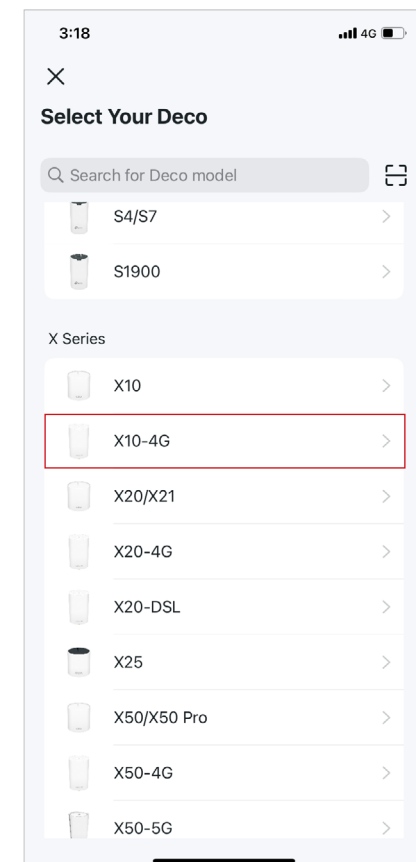 3:18
4G
Select Your Deco
Search for Deco model
S4/S7
S1900
X Series
X10
X10-4G
X20/X21
X20-4G
X20-DSL
X25
X50/X50 Pro
X50-4G
X50-5G